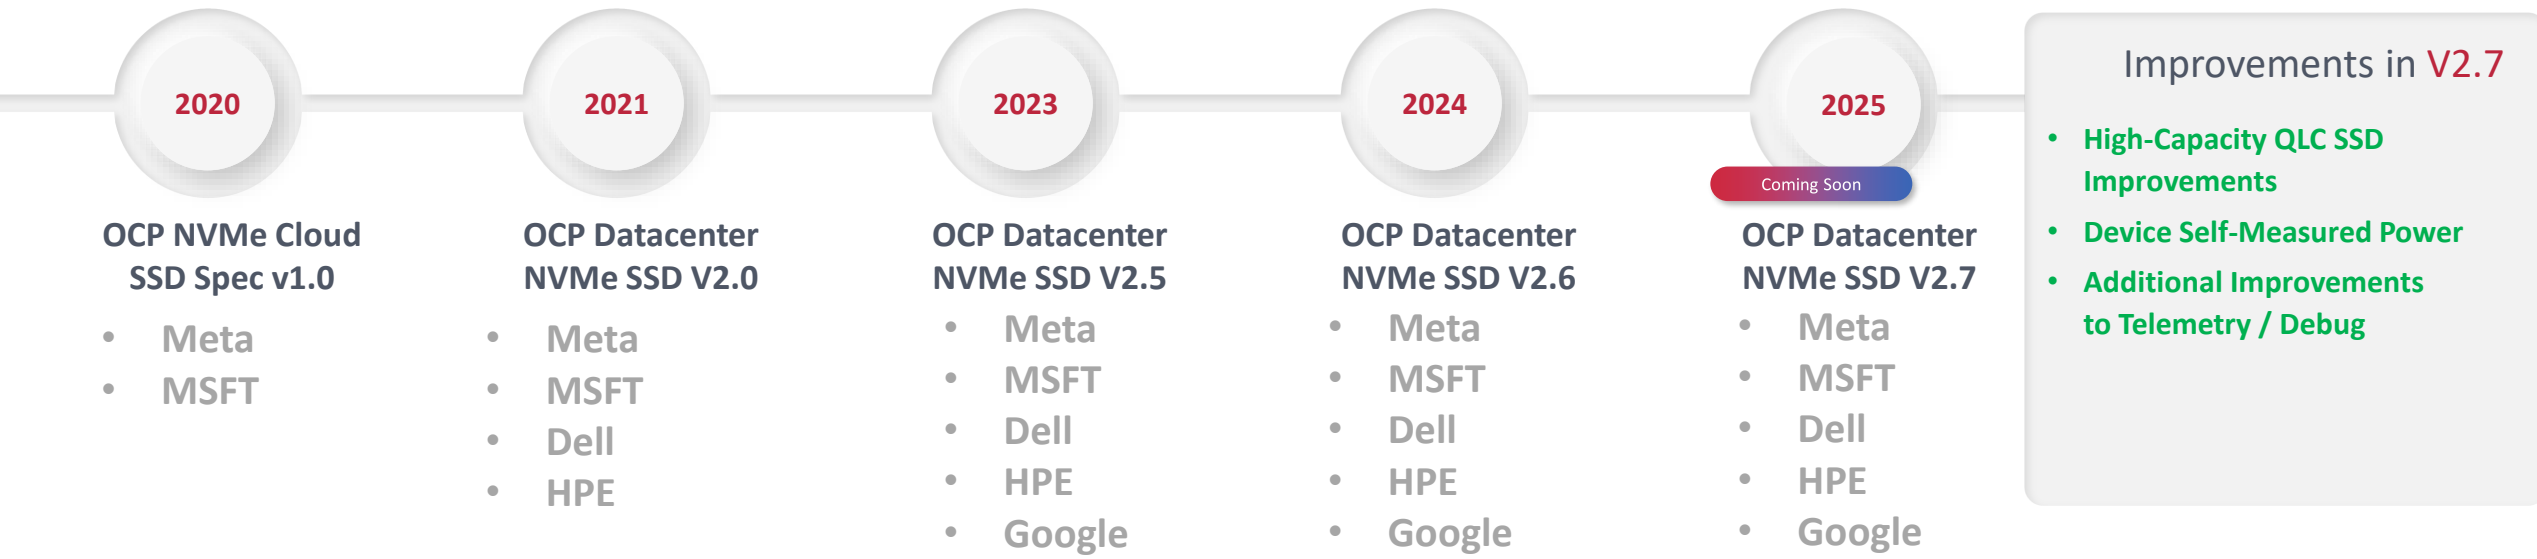 2020
OCP NVMe Cloud
SSD Spec v1.0
• Meta
• MSFT
2021
OCP Datacenter
NVMe SSD V2.0
• Meta
• MSFT
• Dell
• HPE
2023
OCP Datacenter
NVMe SSD V2.5
• Meta
• MSFT
• Dell
• HPE
• Google
2024
OCP Datacenter
NVMe SSD V2.6
• Meta
• MSFT
• Dell
• HPE
• Google
2025
Coming Soon
OCP Datacenter
NVMe SSD V2.7
• Meta
• MSFT
• Dell
• HPE
• Google
Improvements in V2.7
• High-Capacity QLC SSD
Improvements
• Device Self-Measured Power
• Additional Improvements
to Telemetry / Debug